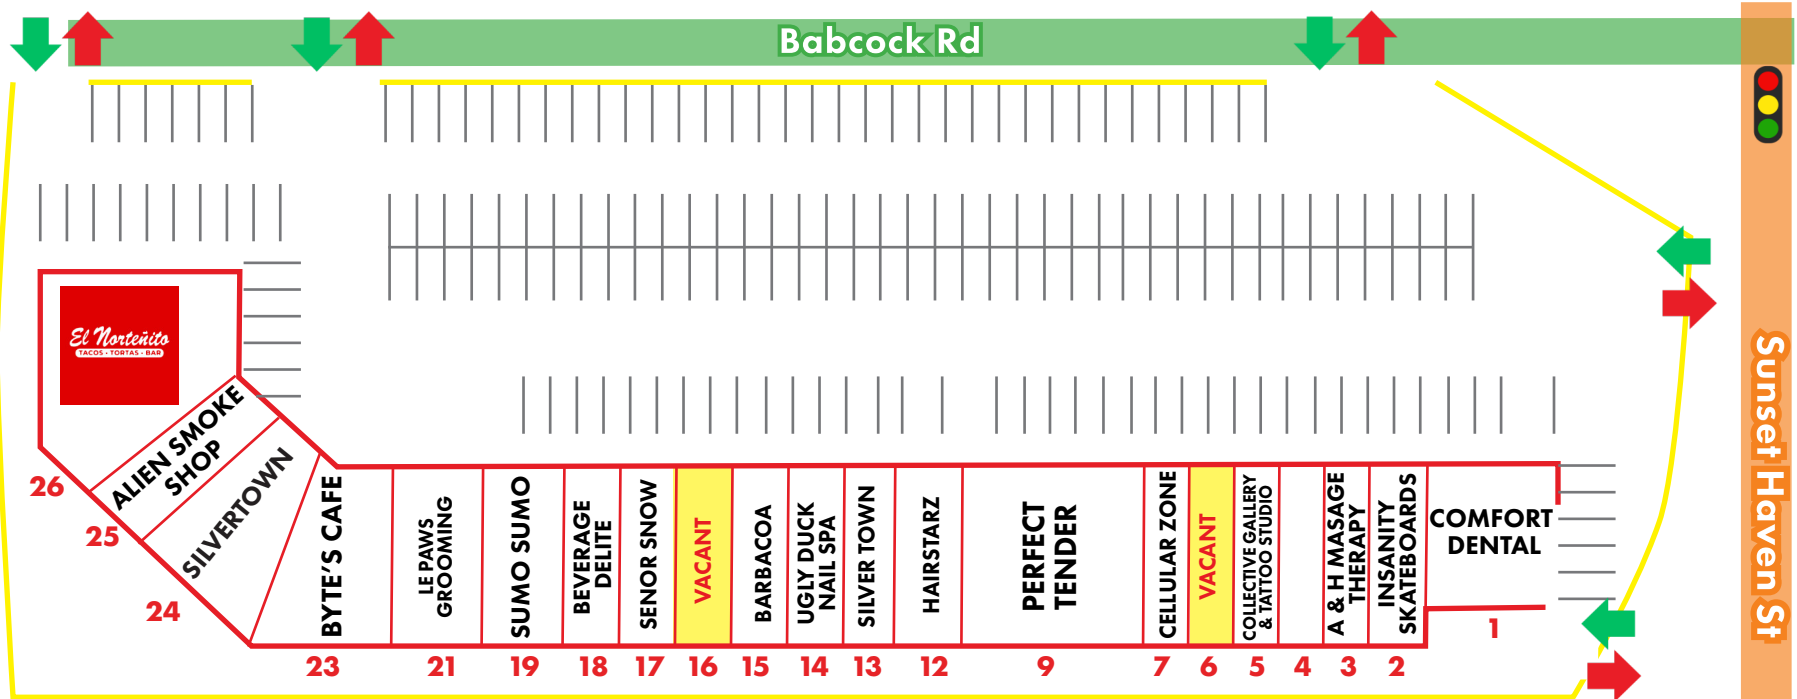 Babcock Rd
Sunset Haven St
El Norteñito
TACOS • TORTAS • BAR
ALIEN SMOKE
SHOP
SILVERTOWN
BYTE'S CAFE
LE PAWS
GROOMING
SUMO SUMO
BEVERAGE
DELITE
SENOR SNOW
VACANT
BARBACOA
UGLY DUCK
NAIL SPA
SILVER TOWN
HAIRSTARZ
PERFECT
TENDER
CELLULAR ZONE
VACANT
COLLECTIVE GALLERY
& TATTOO STUDIO
A & H MASAGE
THERAPY
INSANITY
SKATEBOARDS
COMFORT
DENTAL
26
25
24
23
21
19
18
17
16
15
14
13
12
9
7
6
5
4
3
2
1